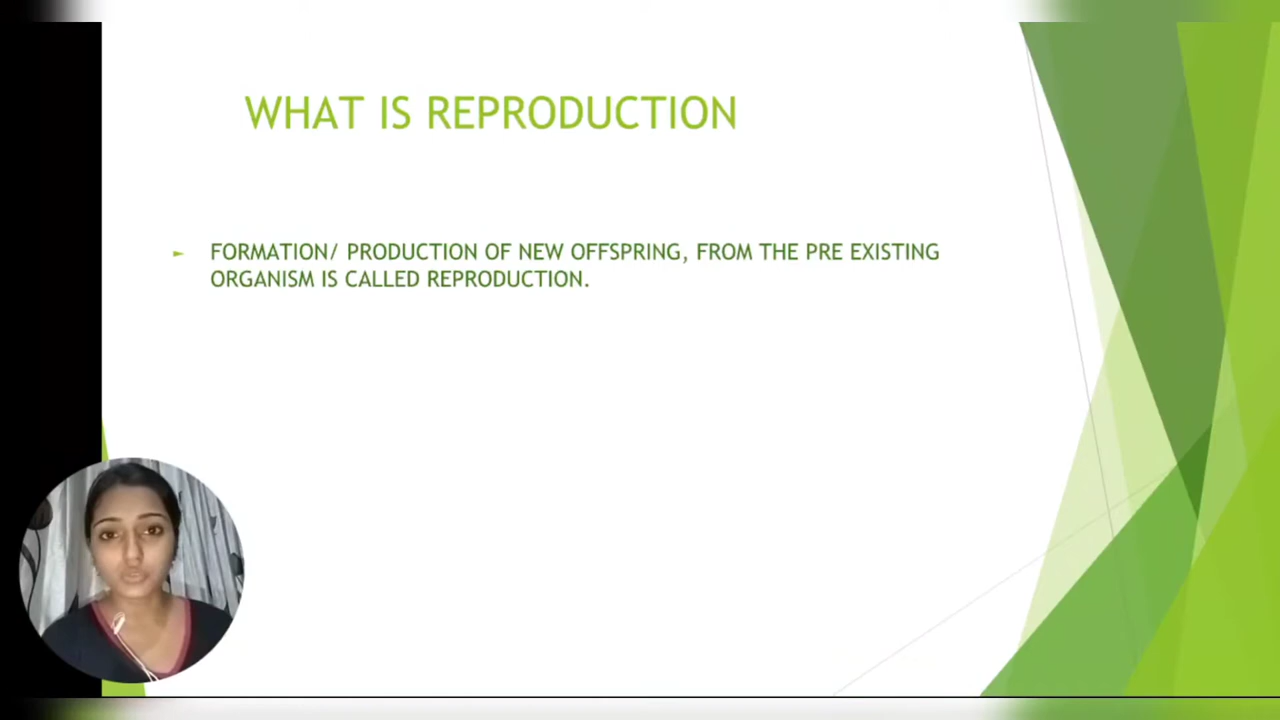 WHAT IS REPRODUCTION
FORMATION/ PRODUCTION OF NEW OFFSPRING, FROM THE PRE EXISTING
ORGANISM IS CALLED REPRODUCTION.